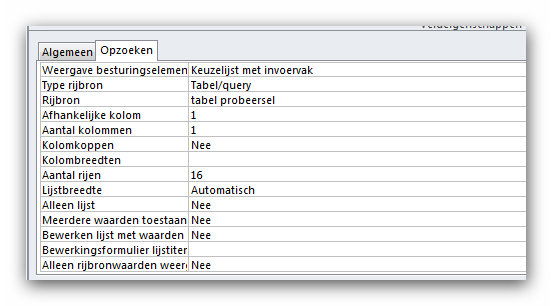 Veldeigenschappen
Algemeen Opzoeken
Weergave besturingselemen Keuzelijst met invoervak
Type rijbron Tabel/query
Rijbron tabel probeersel
Afhankelijke kolom 1
Aantal kolommen 1
Kolomkoppen Nee
Kolombreedten
Aantal rijen 16
Lijstbreedte Automatisch
Alleen lijst Nee
Meerdere waarden toestaan Nee
Bewerken lijst met waarden Nee
Bewerkingsformulier lijstiter
Alleen rijbronwaarden weer Nee